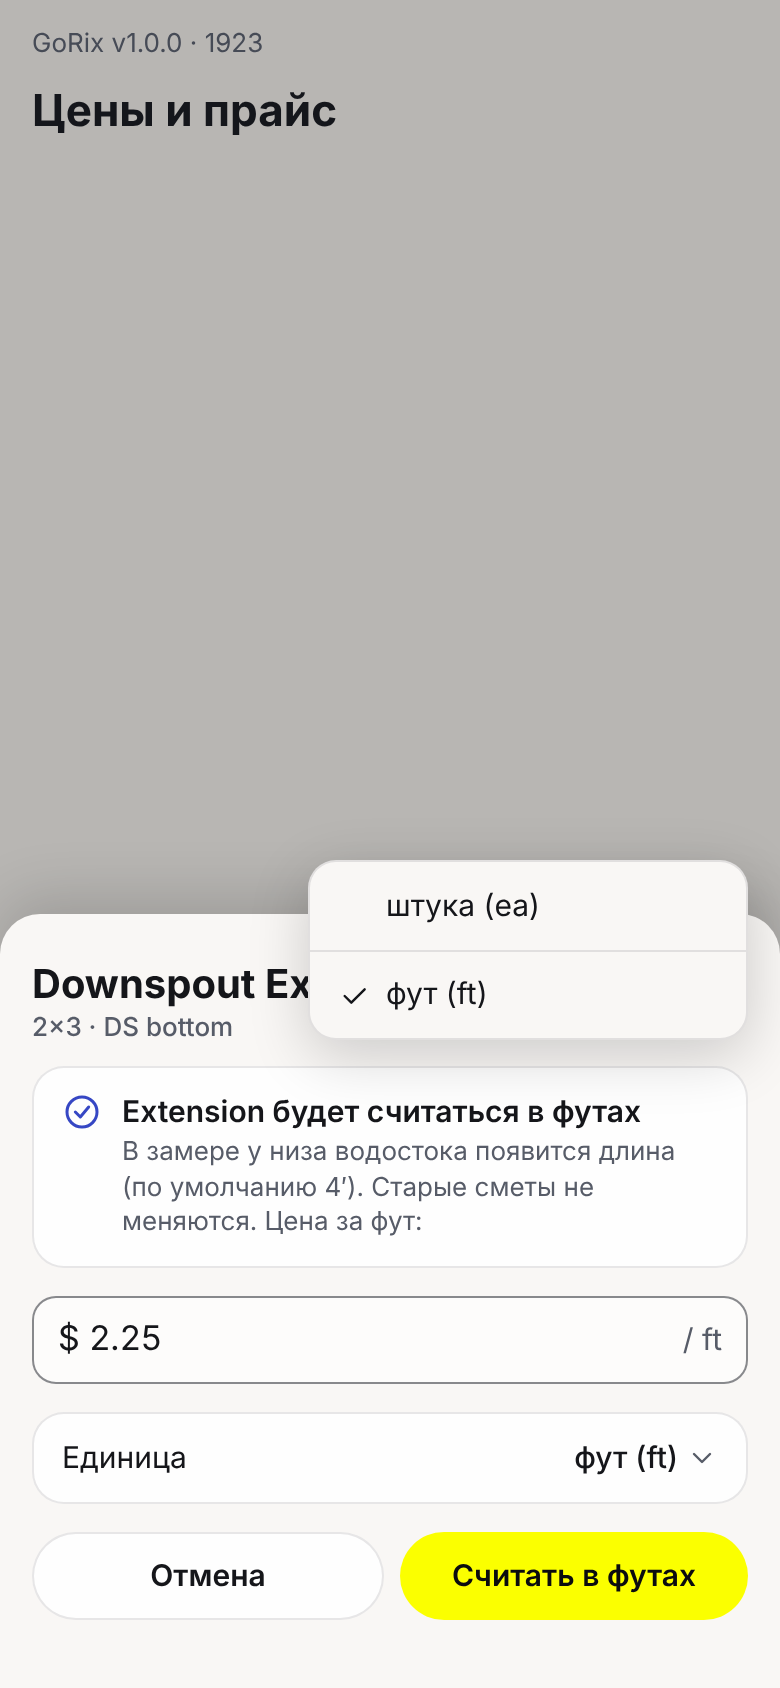 GoRix v1.0.0 · 1923
Цены и прайс
штука (ea)
фут (ft)
Downspout Ex
2×3 · DS bottom
Extension будет считаться в футах
В замере у низа водостока появится длина
(по умолчанию 4′). Старые сметы не
меняются. Цена за фут:
$ 2.25 / ft
Единица фут (ft)
Отмена Считать в футах